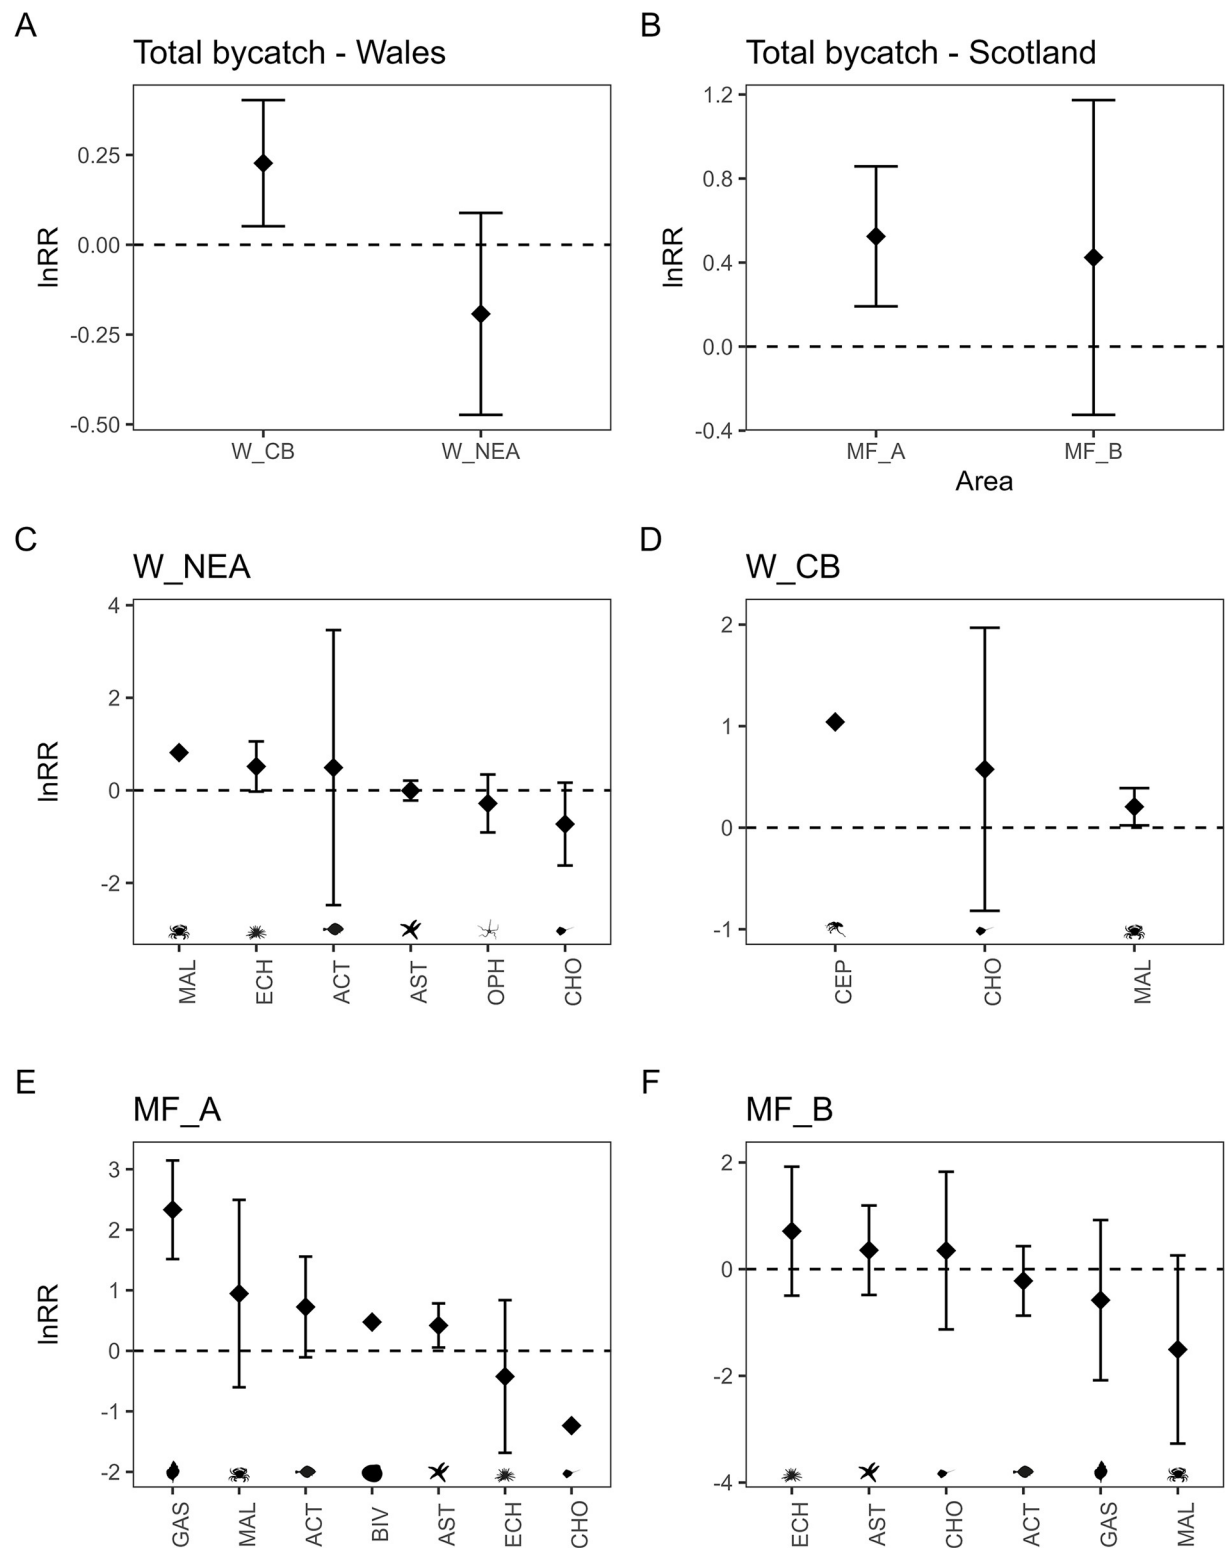 A
Total bycatch - Wales
lnRR
0.25
0.00
-0.25
-0.50
W_CB W_NEA
B
Total bycatch - Scotland
lnRR
1.2
0.8
0.4
0.0
-0.4
MF_A MF_B
Area
C
W_NEA
lnRR
4
2
0
-2
MAL ECH ACT AST OPH CHO
D
W_CB
2
1
0
-1
CEP CHO MAL
E
MF_A
lnRR
3
2
1
0
-1
-2
GAS MAL ACT BIV AST ECH CHO
F
MF_B
2
0
-2
-4
ECH AST CHO ACT GAS MAL